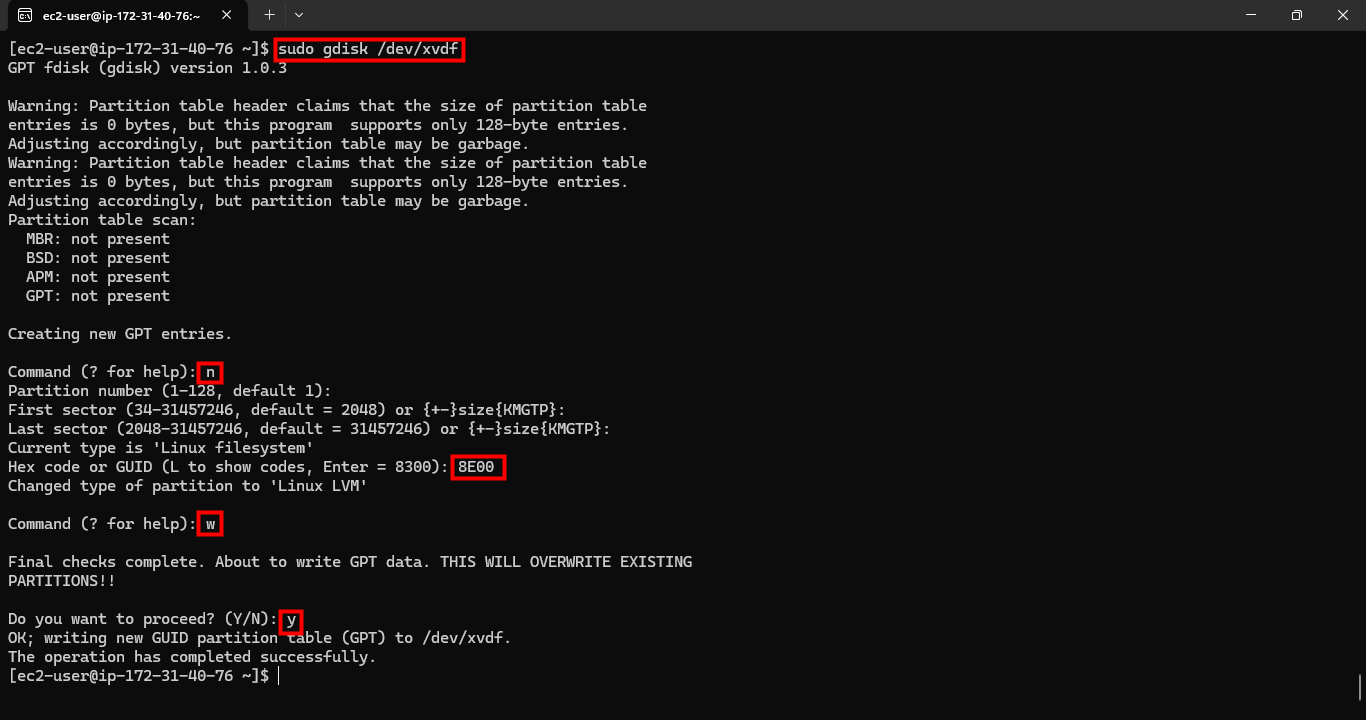 ec2-user@ip-172-31-40-76:~
[ec2-user@ip-172-31-40-76 ~]$ sudo gdisk /dev/xvdf
GPT fdisk (gdisk) version 1.0.3
Warning: Partition table header claims that the size of partition table
entries is 0 bytes, but this program  supports only 128-byte entries.
Adjusting accordingly, but partition table may be garbage.
Warning: Partition table header claims that the size of partition table
entries is 0 bytes, but this program  supports only 128-byte entries.
Adjusting accordingly, but partition table may be garbage.
Partition table scan:
  MBR: not present
  BSD: not present
  APM: not present
  GPT: not present
Creating new GPT entries.
Command (? for help): n
Partition number (1-128, default 1):
First sector (34-31457246, default = 2048) or {+-}size{KMGTP}:
Last sector (2048-31457246, default = 31457246) or {+-}size{KMGTP}:
Current type is 'Linux filesystem'
Hex code or GUID (L to show codes, Enter = 8300): 8E00
Changed type of partition to 'Linux LVM'
Command (? for help): w
Final checks complete. About to write GPT data. THIS WILL OVERWRITE EXISTING
PARTITIONS!!
Do you want to proceed? (Y/N): y
OK; writing new GUID partition table (GPT) to /dev/xvdf.
The operation has completed successfully.
[ec2-user@ip-172-31-40-76 ~]$